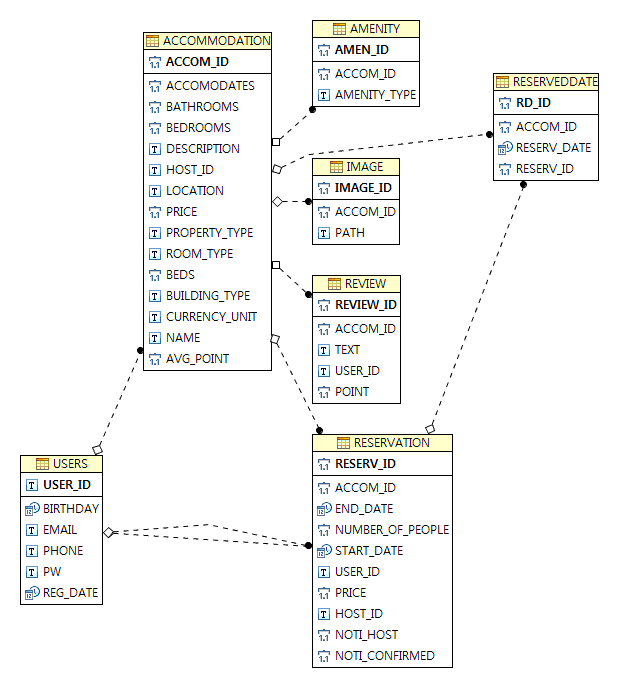 ACCOMMODATION
ACCOM_ID
ACCOMODATES
BATHROOMS
BEDROOMS
DESCRIPTION
HOST_ID
LOCATION
PRICE
PROPERTY_TYPE
ROOM_TYPE
BEDS
BUILDING_TYPE
CURRENCY_UNIT
NAME
AVG_POINT
AMENITY
AMEN_ID
ACCOM_ID
AMENITY_TYPE
RESERVEDDATE
RD_ID
ACCOM_ID
RESERV_DATE
RESERV_ID
IMAGE
IMAGE_ID
ACCOM_ID
PATH
REVIEW
REVIEW_ID
ACCOM_ID
TEXT
USER_ID
POINT
USERS
USER_ID
BIRTHDAY
EMAIL
PHONE
PW
REG_DATE
RESERVATION
RESERV_ID
ACCOM_ID
END_DATE
NUMBER_OF_PEOPLE
START_DATE
USER_ID
PRICE
HOST_ID
NOTI_HOST
NOTI_CONFIRMED